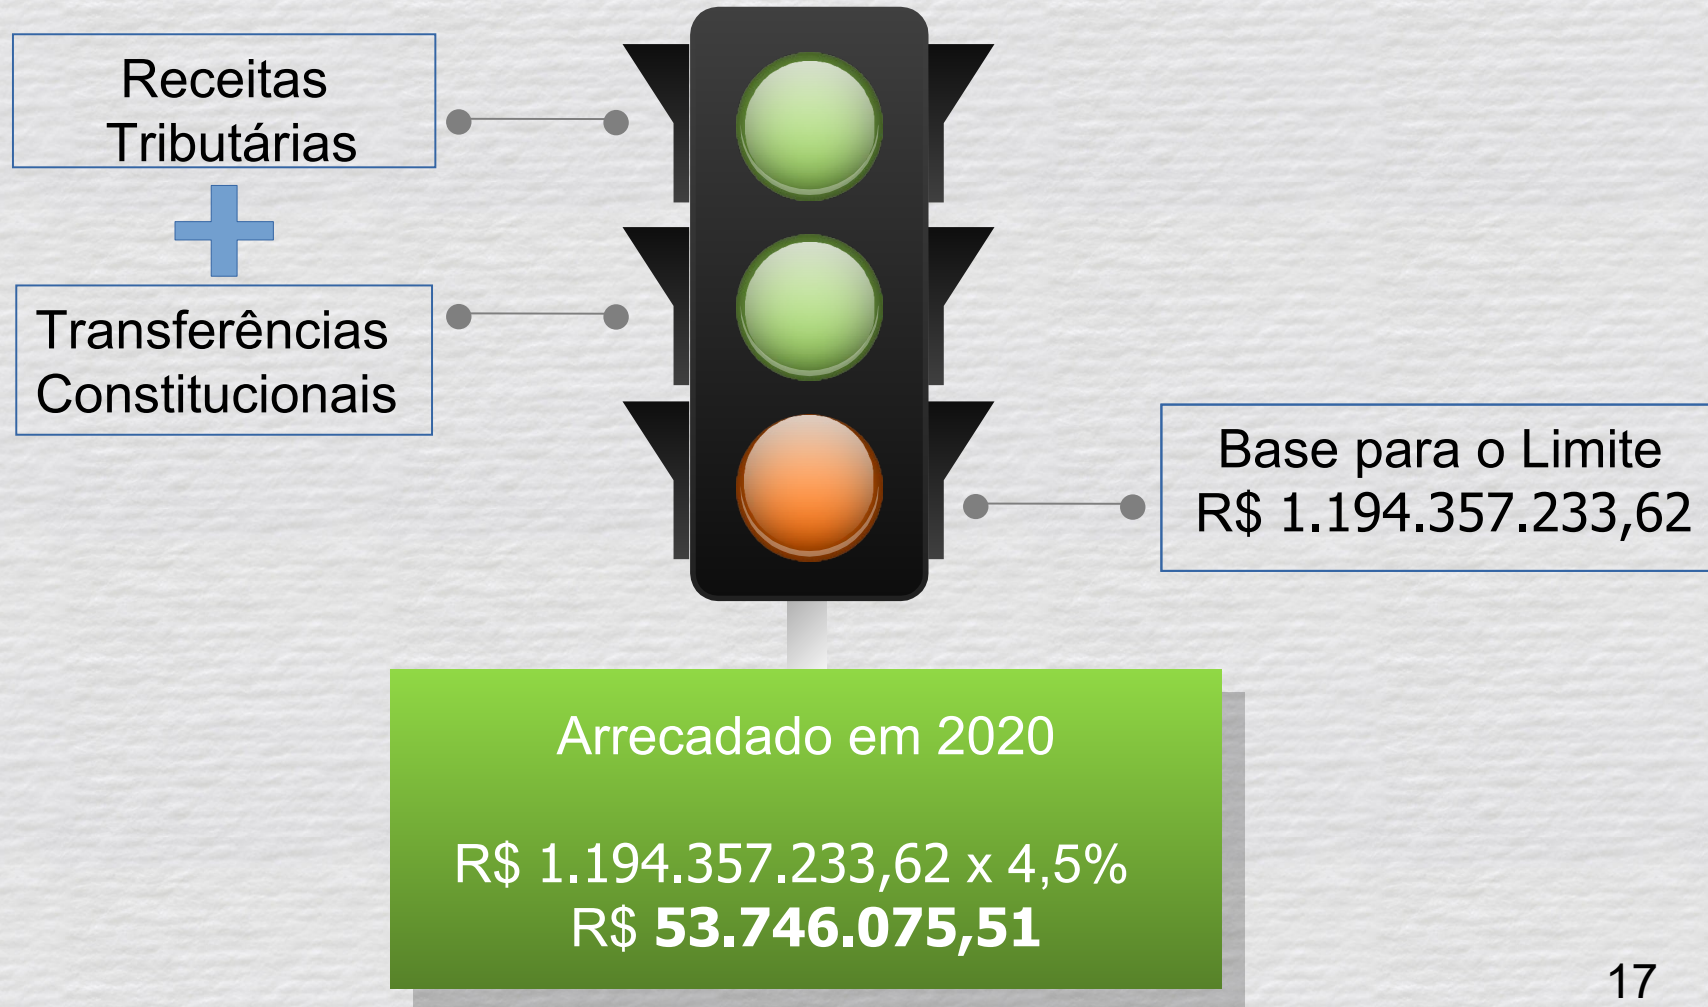 Receitas
Tributárias
Transferências
Constitucionais
Base para o Limite
R$ 1.194.357.233,62
Arrecadado em 2020
R$ 1.194.357.233,62 x 4,5%
R$ 53.746.075,51
17